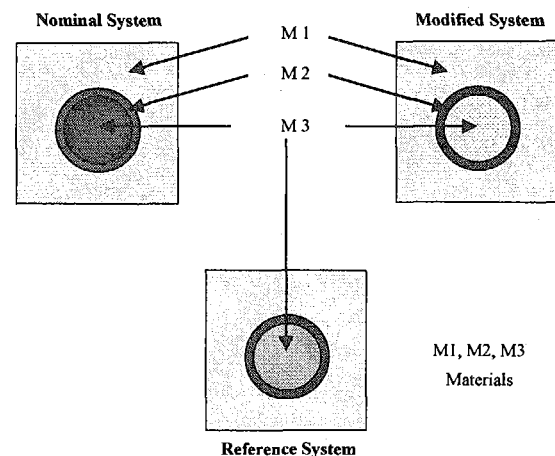 Nominal System
Modified System
M 1
M 2
M 3
M1, M2, M3
Materials
Reference System